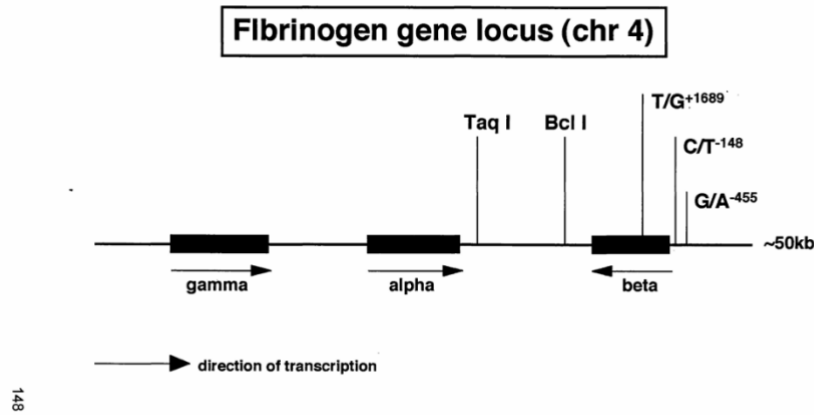 FIbrinogen gene locus (chr 4)
T/G+1689
Taq I Bcl I
C/T-148
G/A-455
~50kb
gamma alpha beta
direction of transcription
148